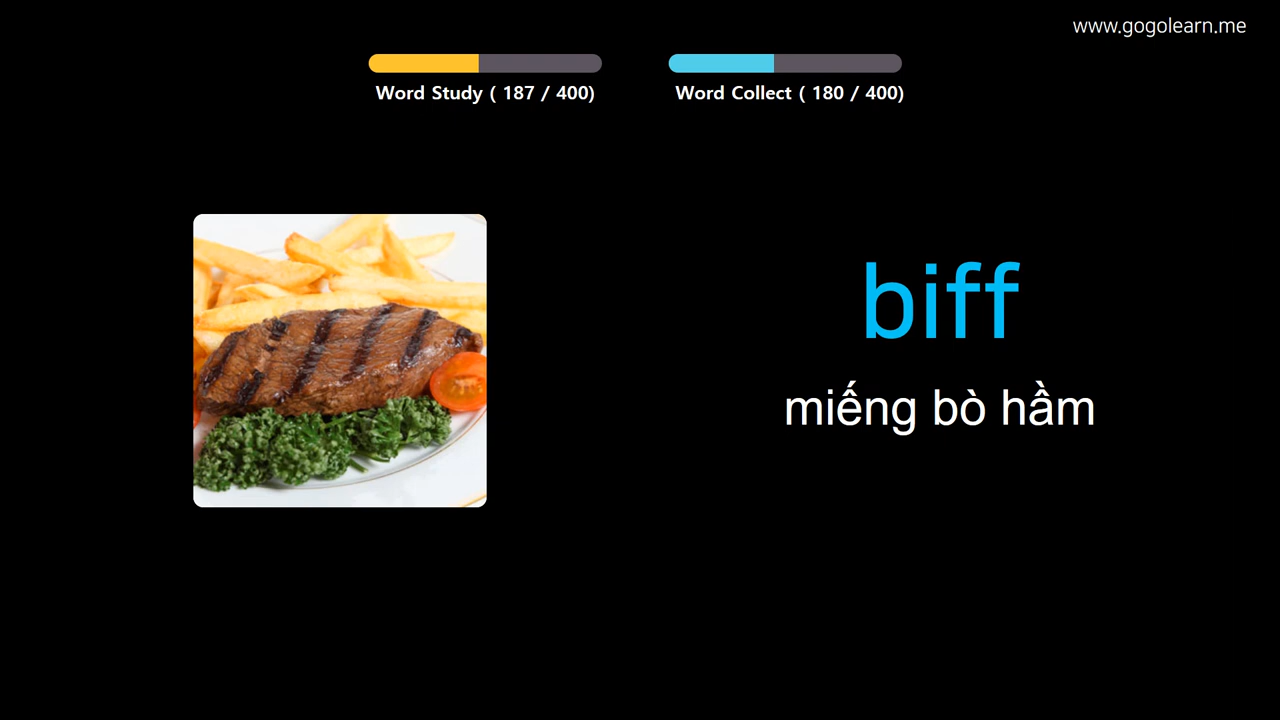 www.gogolearn.me
Word Study ( 187 / 400)
Word Collect ( 180 / 400)
biff
miếng bò hầm